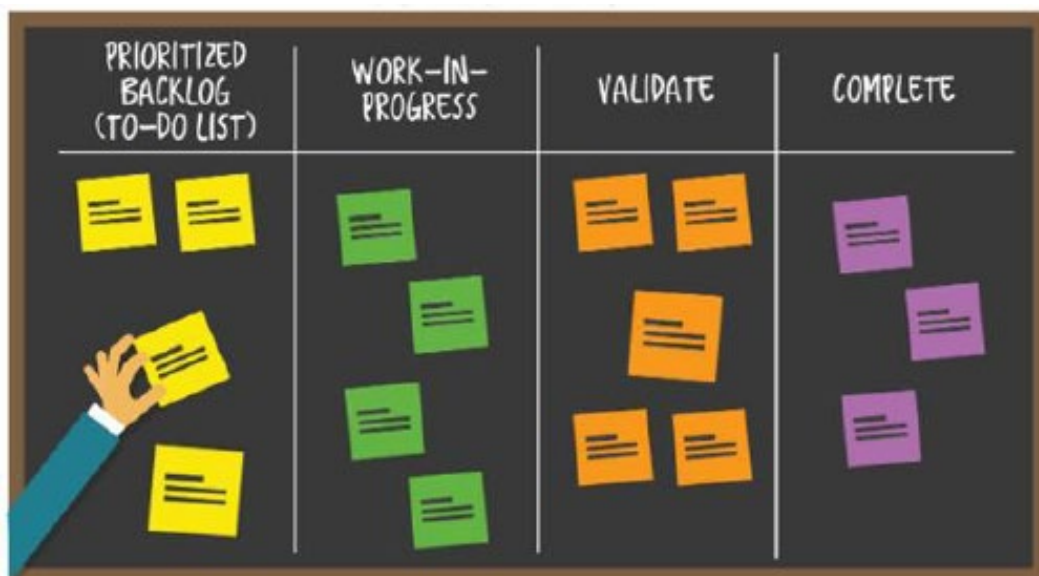 PRIORITIZED
BACKLOG
(TO-DO LIST)
WORK-IN-
PROGRESS
VALIDATE
COMPLETE